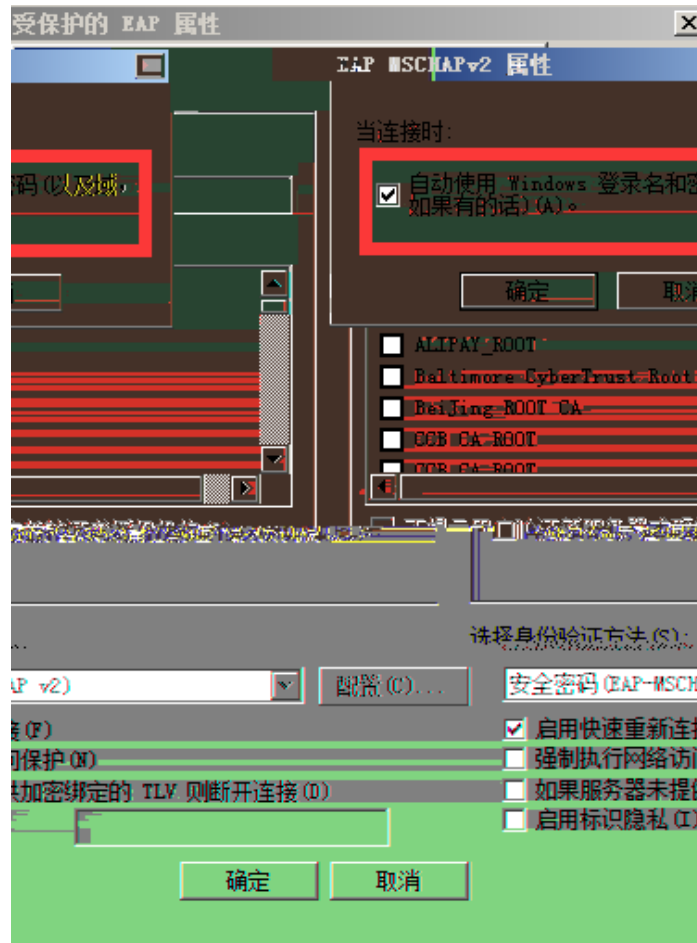 受保护的 EAP 属性
EAP MSCHAPv2 属性
当连接时:
码(以及域,
自动使用 Windows 登录名和密
如果有的话)(A)。
确定
取消
ALIPAY_ROOT
Baltimore CyberTrust Root
BeiJing ROOT CA
CCB CA ROOT
CCB CA-ROOT
选择身份验证方法(S):
AP v2)
配置(C)...
安全密码(EAP-MSCH
接(F)
启用快速重新连接
问保护(N)
强制执行网络访问
供加密绑定的 TLV 则断开连接(D)
如果服务器未提供
启用标识隐私(I)
确定
取消